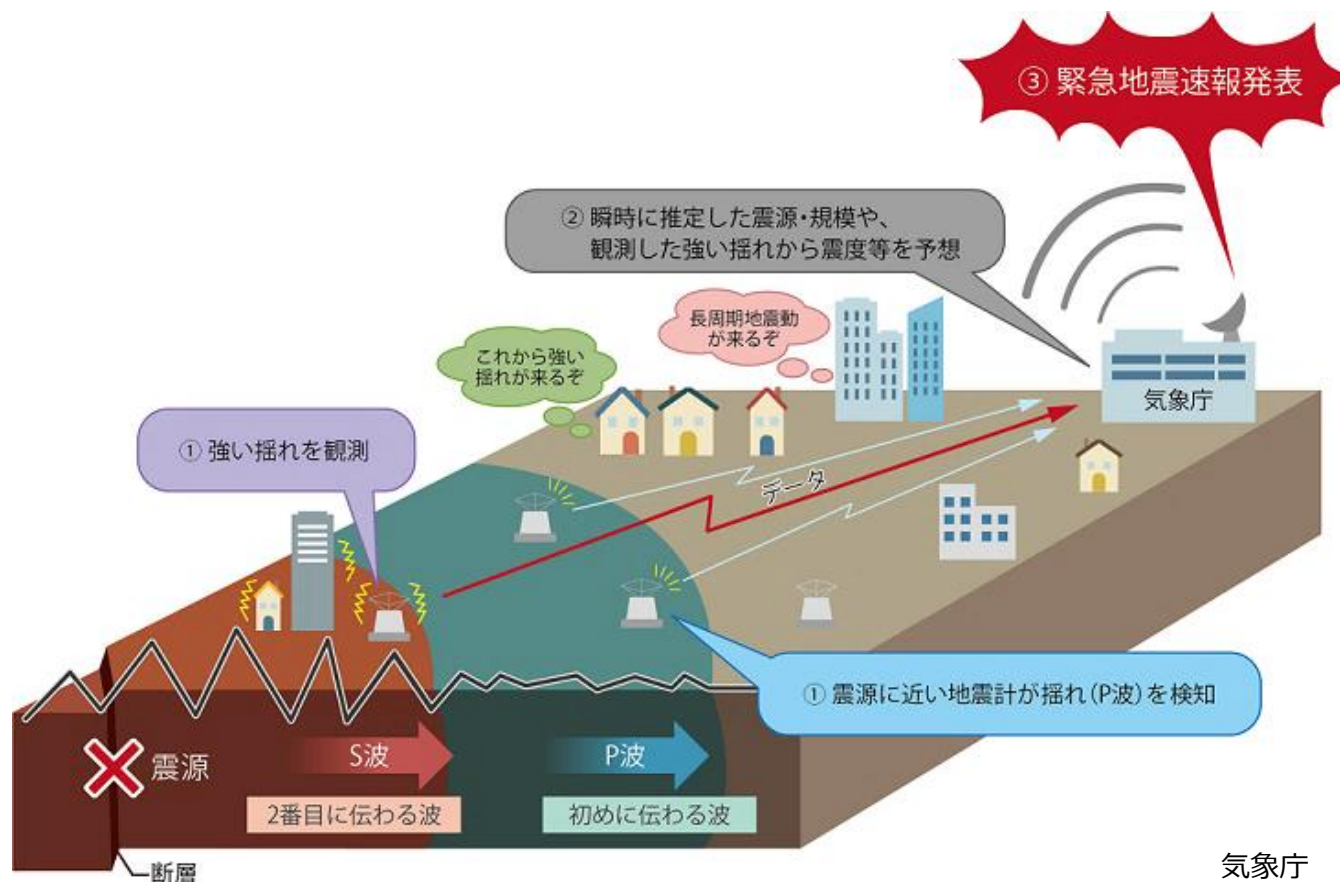 ③ 緊急地震速報発表
② 瞬時に推定した震源・規模や、
観測した強い揺れから震度等を予想
長周期地震動
が来るぞ
これから強い
揺れが来るぞ
気象庁
① 強い揺れを観測
データ
① 震源に近い地震計が揺れ(P波)を検知
震源
S波
P波
2番目に伝わる波
初めに伝わる波
断層
気象庁